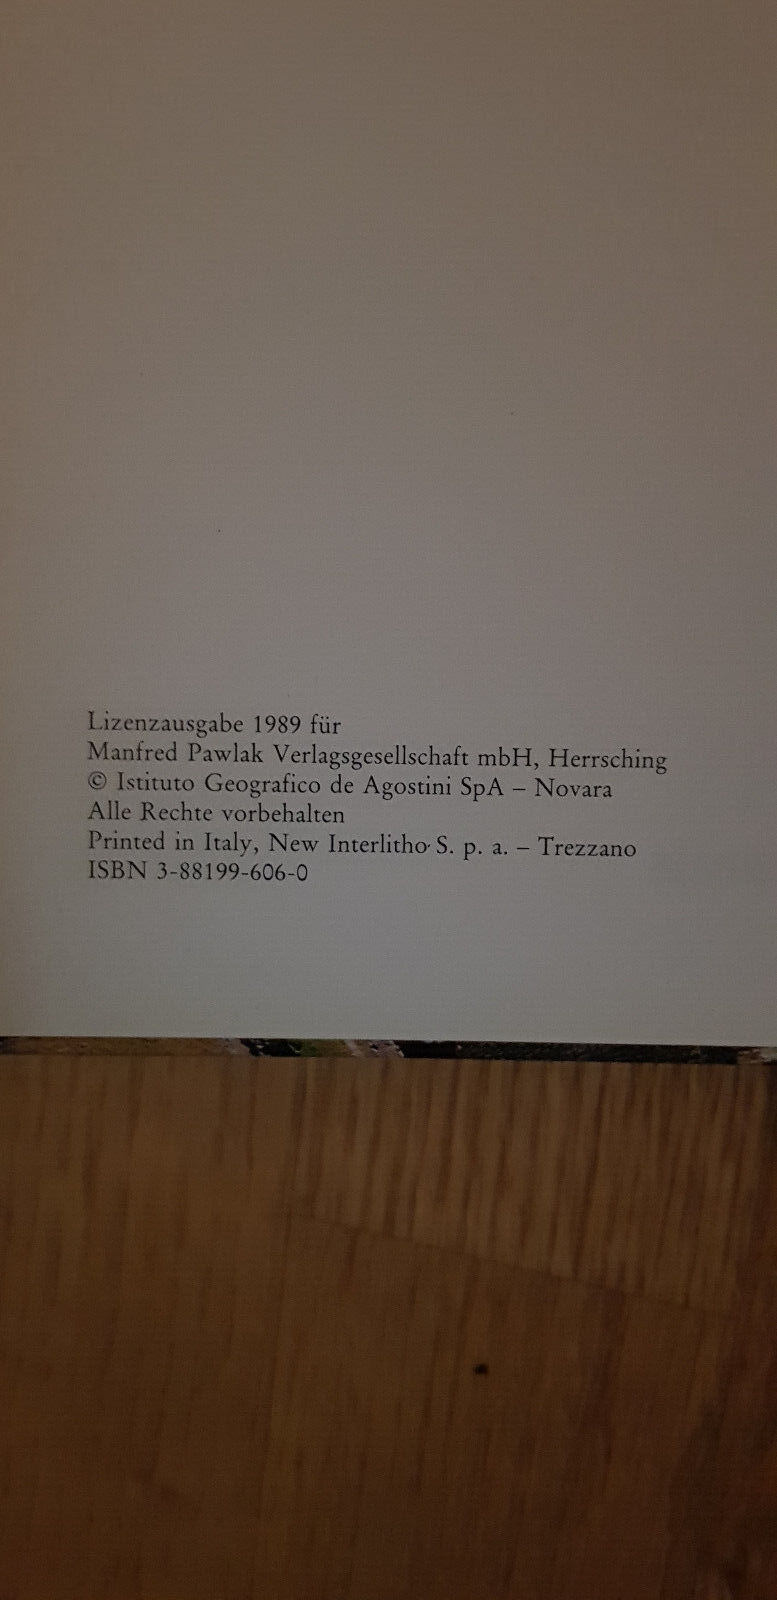 Lizenzausgabe 1989 für
Manfred Pawlak Verlagsgesellschaft mbH, Herrsching
© Istituto Geografico de Agostini SpA – Novara
Alle Rechte vorbehalten
Printed in Italy, New Interlitho S. p. a. – Trezzano
ISBN 3-88199-606-0